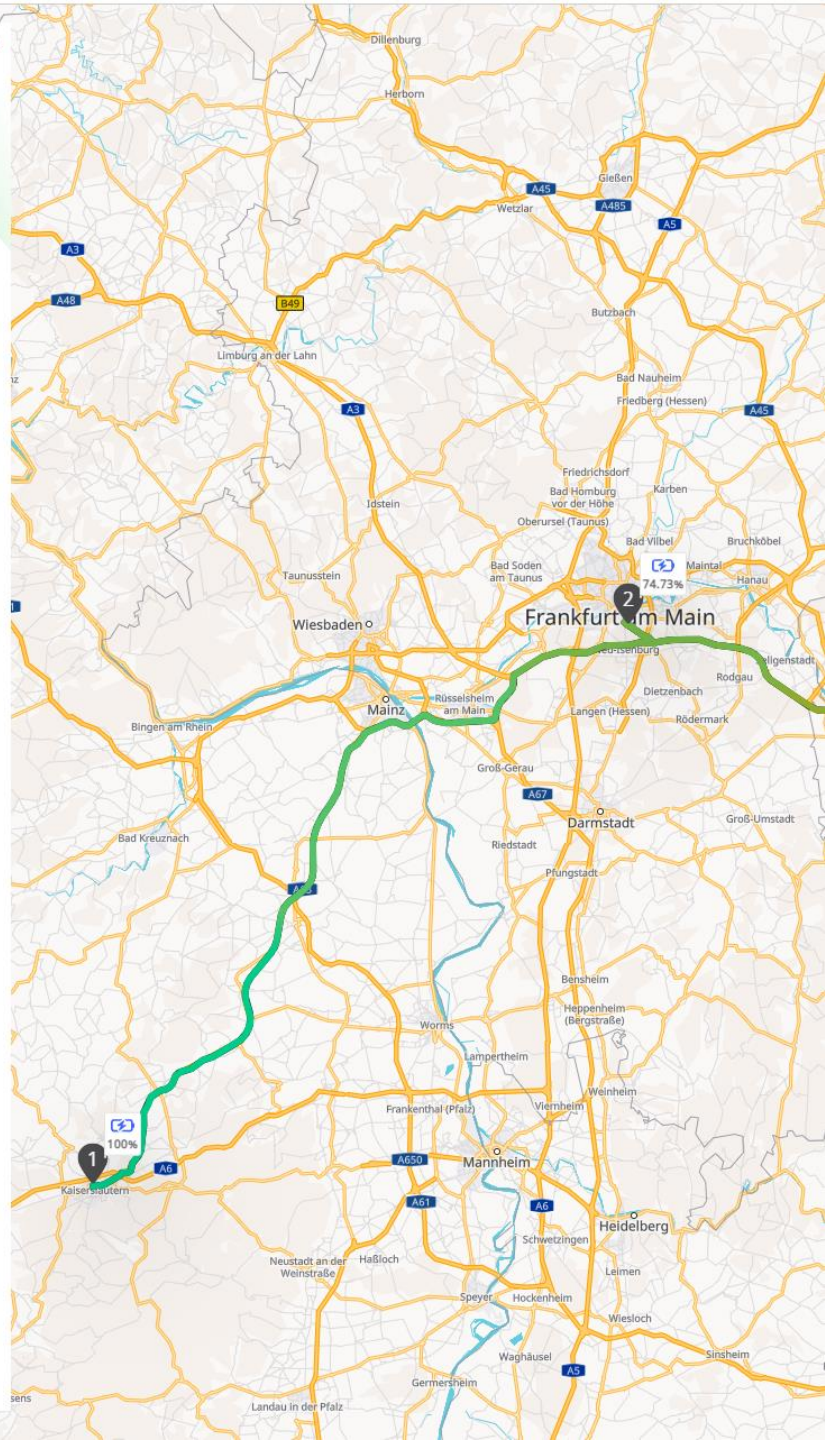 Dillenburg
Herborn
Gießen
A45
A485
Wetzlar
A5
A3
A48
B49
Butzbach
Limburg an der Lahn
Bad Nauheim
Friedberg (Hessen)
A3
A45
Friedrichsdorf
Idstein
Bad Homburg
vor der Höhe
Karben
Oberursel (Taunus)
Bad Vilbel
Bruchköbel
Bad Soden
am Taunus
74.73%
Maintal
Hanau
Taunusstein
2
Wiesbaden
Frankfurt am Main
Neu-Isenburg
Seligenstadt
Rodgau
Dietzenbach
Rüsselsheim
am Main
Mainz
Langen (Hessen)
Rödermark
Bingen am Rhein
Groß-Gerau
A67
Darmstadt
Groß-Umstadt
Bad Kreuznach
Riedstadt
Pfungstadt
Bensheim
Heppenheim
(Bergstraße)
Worms
Lampertheim
Weinheim
Frankenthal (Pfalz)
Viernheim
100%
1
A6
A650
Mannheim
Kaiserslautern
A61
A6
Heidelberg
Schwetzingen
Neustadt an der
Weinstraße
Haßloch
Leimen
Speyer
Hockenheim
Wiesloch
Waghäusel
Sinsheim
A5
Germersheim
Landau in der Pfalz